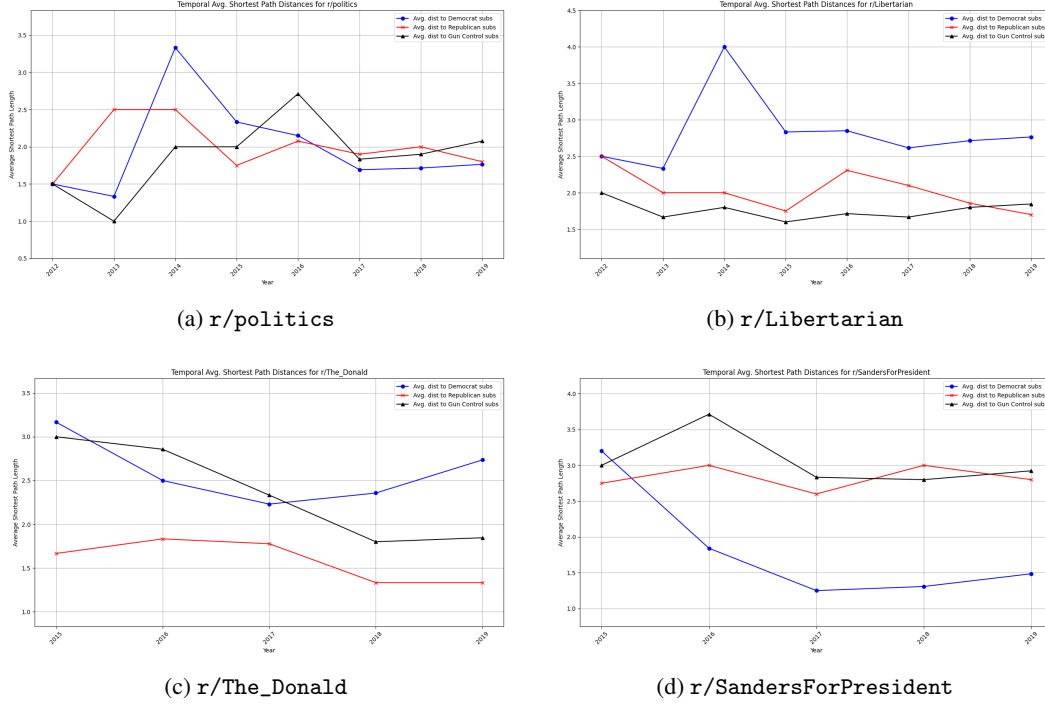 Temporal Avg. Shortest Path Distances for r/politics
Avg. dist to Democrat subs
Avg. dist to Republican subs
Avg. dist to Gun Control subs
3.5
3.0
2.5
2.0
1.5
1.0
0.5
Average Shortest Path Length
2012
2013
2014
2015
2016
2017
2018
2019
Year
(a) r/politics
Temporal Avg. Shortest Path Distances for r/Libertarian
Avg. dist to Democrat subs
Avg. dist to Republican subs
Avg. dist to Gun Control subs
4.5
4.0
3.5
3.0
2.5
2.0
1.5
Average Shortest Path Length
2012
2013
2014
2015
2016
2017
2018
2019
Year
(b) r/Libertarian
Temporal Avg. Shortest Path Distances for r/The_Donald
Avg. dist to Democrat subs
Avg. dist to Republican subs
Avg. dist to Gun Control subs
3.5
3.0
2.5
2.0
1.5
1.0
Average Shortest Path Length
2015
2016
2017
2018
2019
Year
(c) r/The_Donald
Temporal Avg. Shortest Path Distances for r/SandersForPresident
Avg. dist to Democrat subs
Avg. dist to Republican subs
Avg. dist to Gun Control subs
4.0
3.5
3.0
2.5
2.0
1.5
1.0
Average Shortest Path Length
2015
2016
2017
2018
2019
Year
(d) r/SandersForPresident